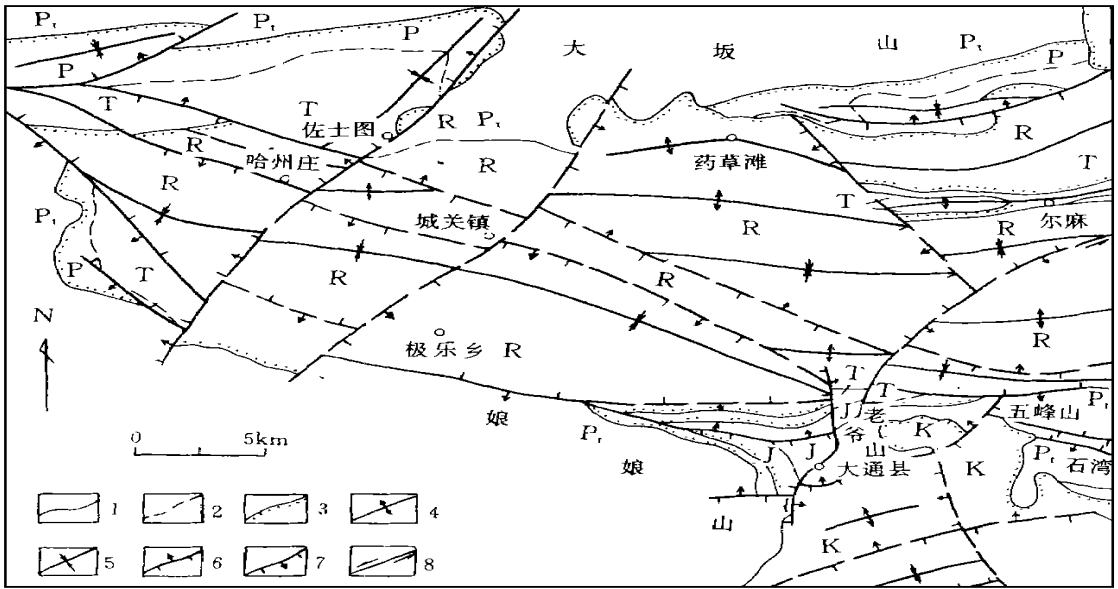 Pt
Pt
P
大 坂 山
Pt
P
P
T
T
佐士图
R
Pt
R
R
哈州庄
R
药草滩
T
R
T
Pt
城关镇
R
R
尔麻
P
T
R
R
N
极乐乡
R
R
T
T
Pt
0 5km
娘
J
老
爷
山
五峰山
Pt
K
娘
J
J
大通县
K
Pt
石湾
山
K
1
2
3
4
5
6
7
8